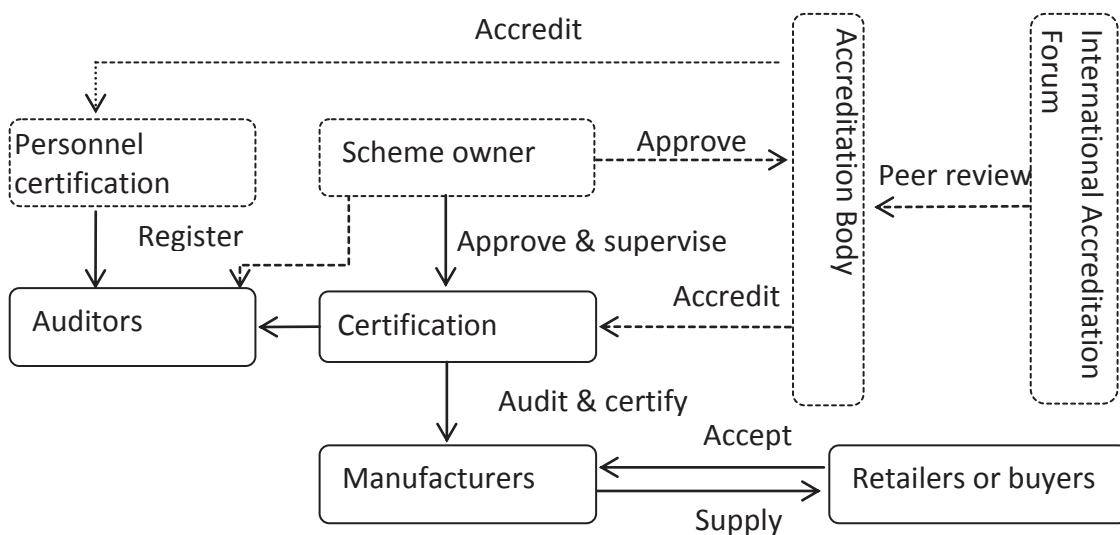 Accredit
Accreditation Body
International Accreditation
Forum
Personnel
certification
Scheme owner
Approve
Peer review
Register
Approve & supervise
Accredit
Auditors
Certification
Audit & certify
Accept
Manufacturers
Retailers or buyers
Supply